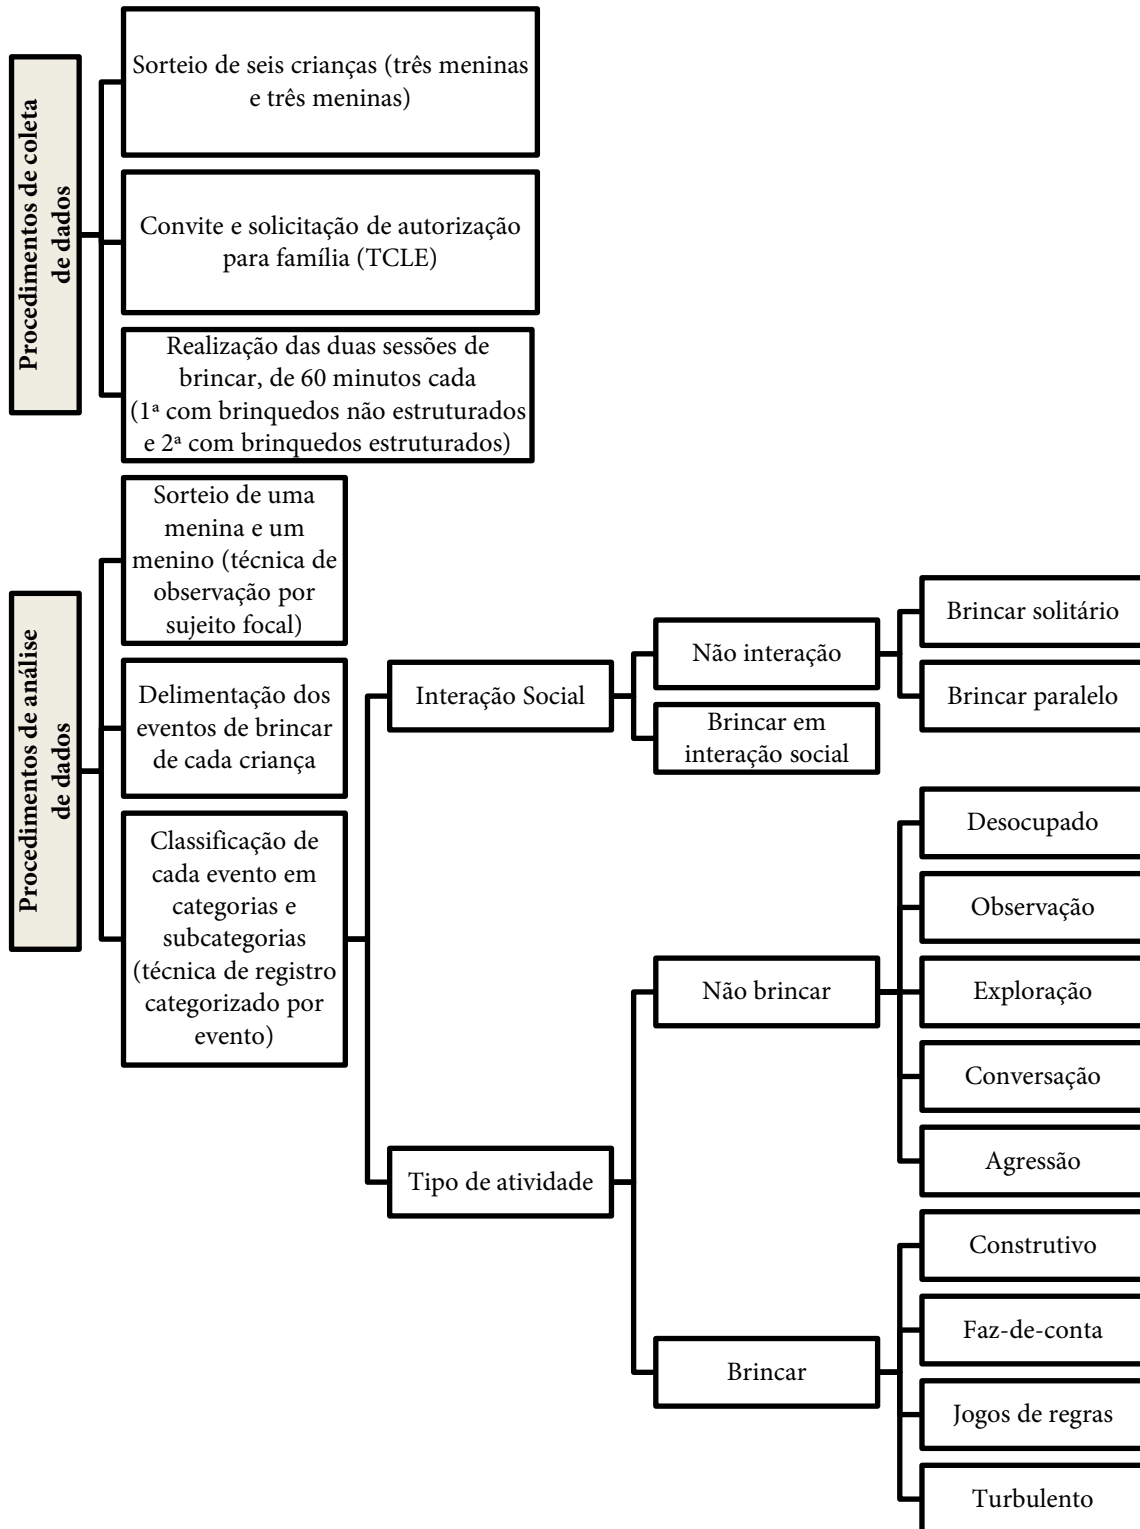 Procedimentos de coleta
de dados
Sorteio de seis crianças (três meninas
e três meninas)
Convite e solicitação de autorização
para família (TCLE)
Realização das duas sessões de
brincar, de 60 minutos cada
(1ª com brinquedos não estruturados
e 2ª com brinquedos estruturados)
Procedimentos de análise
de dados
Sorteio de uma
menina e um
menino (técnica de
observação por
sujeito focal)
Delimentação dos
eventos de brincar
de cada criança
Classificação de
cada evento em
categorias e
subcategorias
(técnica de registro
categorizado por
evento)
Interação Social
Não interação
Brincar solitário
Brincar paralelo
Brincar em
interação social
Tipo de atividade
Não brincar
Desocupado
Observação
Exploração
Conversação
Agressão
Brincar
Construtivo
Faz-de-conta
Jogos de regras
Turbulento